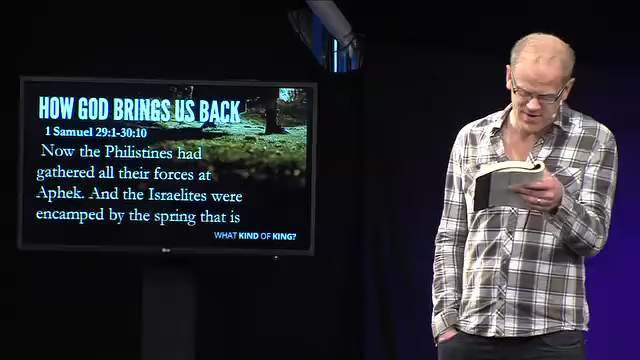 HOW GOD BRINGS US BACK
1 Samuel 29:1-30:10
Now the Philistines had
gathered all their forces at
Aphek. And the Israelites were
encamped by the spring that is
WHAT KIND OF KING?